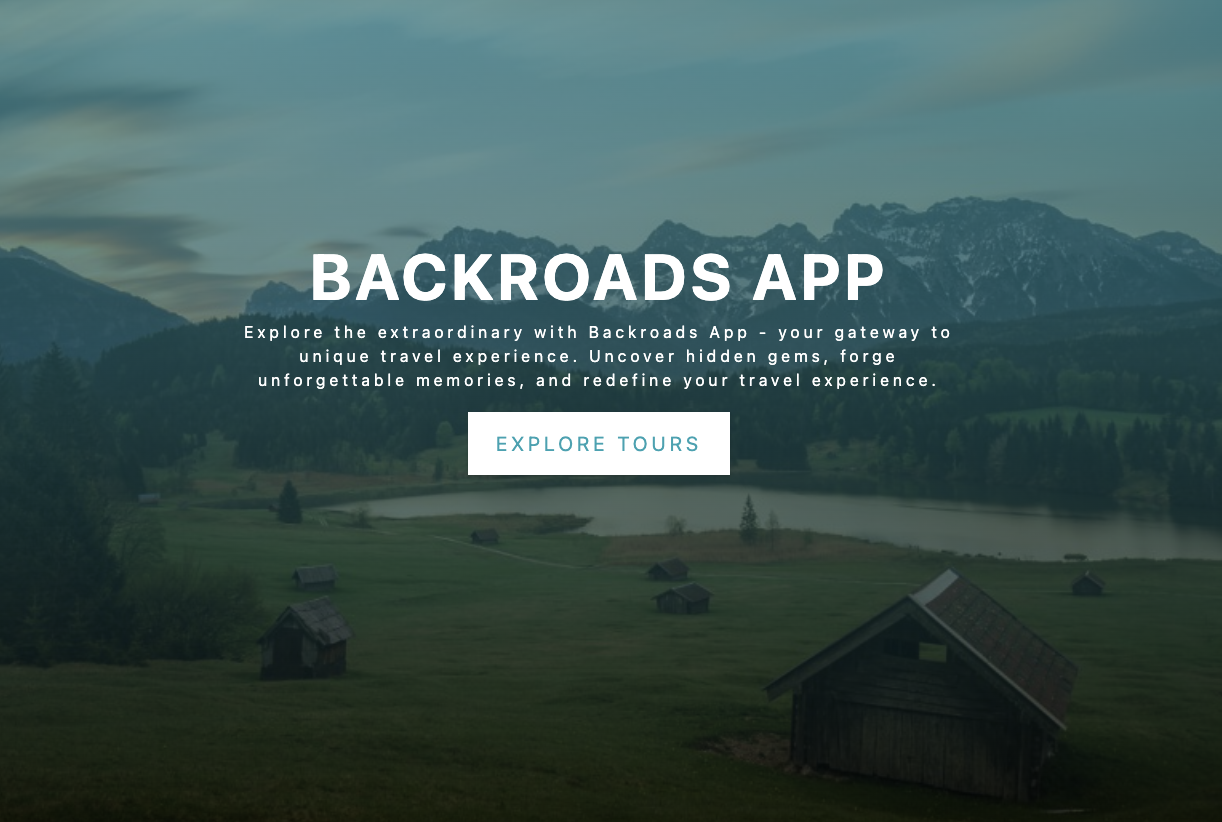 BACKROADS APP
Explore the extraordinary with Backroads App - your gateway to
unique travel experience. Uncover hidden gems, forge
unforgettable memories, and redefine your travel experience.
EXPLORE TOURS